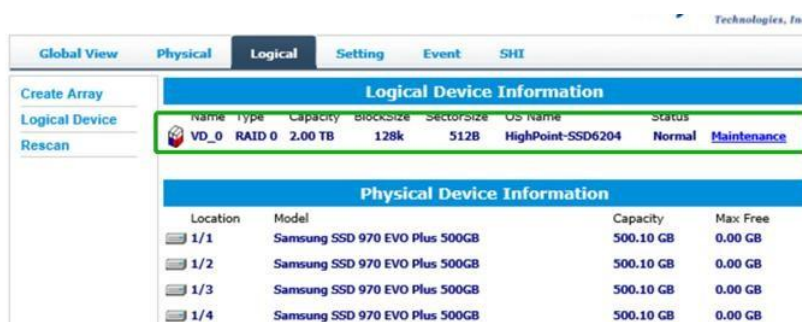 Technologies, In
Global View Physical Logical Setting Event SHI
Create Array
Logical Device
Rescan
Logical Device Information
Name Type Capacity BlockSize SectorSize OS Name Status
VD_0 RAID 0 2.00 TB 128k 512B HighPoint-SSD6204 Normal Maintenance
Physical Device Information
Location Model Capacity Max Free
1/1 Samsung SSD 970 EVO Plus 500GB 500.10 GB 0.00 GB
1/2 Samsung SSD 970 EVO Plus 500GB 500.10 GB 0.00 GB
1/3 Samsung SSD 970 EVO Plus 500GB 500.10 GB 0.00 GB
1/4 Samsung SSD 970 EVO Plus 500GB 500.10 GB 0.00 GB